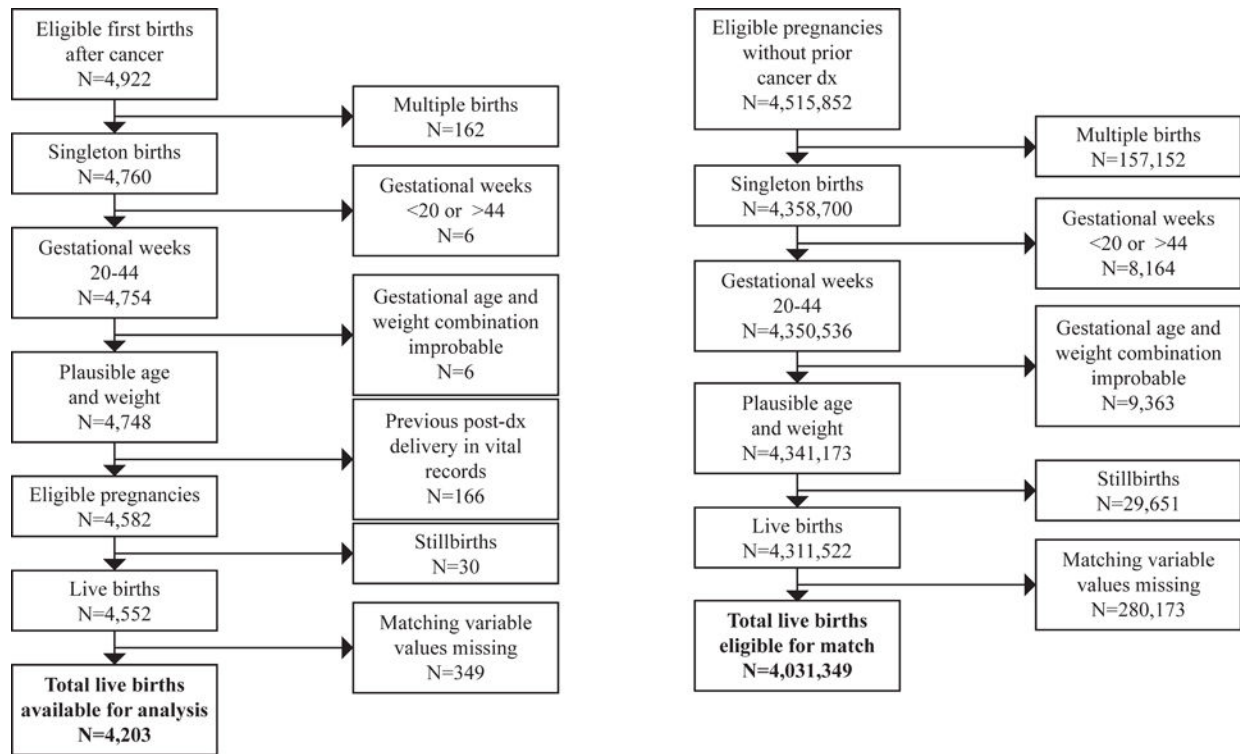 Eligible first births
after cancer
N=4,922
Multiple births
N=162
Singleton births
N=4,760
Gestational weeks
<20 or >44
N=6
Gestational weeks
20-44
N=4,754
Gestational age and
weight combination
improbable
N=6
Plausible age
and weight
N=4,748
Previous post-dx
delivery in vital
records
N=166
Eligible pregnancies
N=4,582
Stillbirths
N=30
Live births
N=4,552
Matching variable
values missing
N=349
Total live births
available for analysis
N=4,203
Eligible pregnancies
without prior
cancer dx
N=4,515,852
Multiple births
N=157,152
Singleton births
N=4,358,700
Gestational weeks
<20 or >44
N=8,164
Gestational weeks
20-44
N=4,350,536
Gestational age and
weight combination
improbable
N=9,363
Plausible age
and weight
N=4,341,173
Stillbirths
N=29,651
Live births
N=4,311,522
Matching variable
values missing
N=280,173
Total live births
eligible for match
N=4,031,349